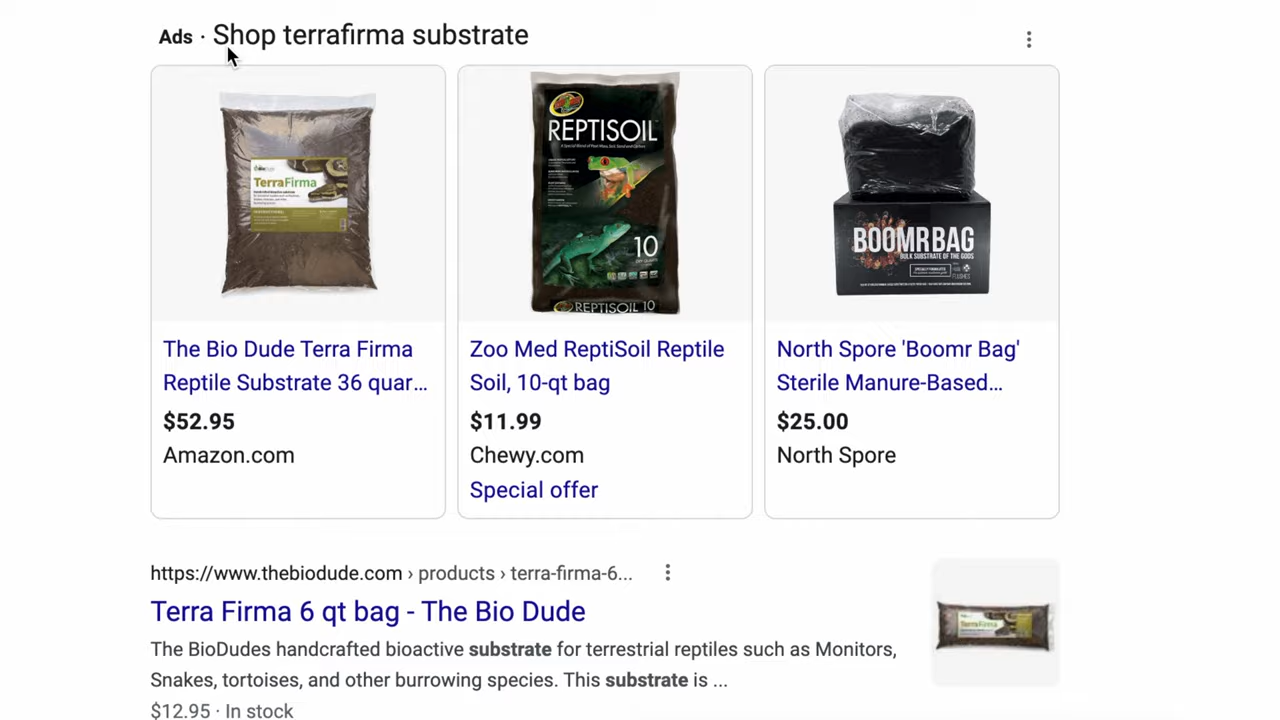 Ads · Shop terrafirma substrate
TerraFirma
REPTISOIL
10
REPTISOIL 10
BOOMR BAG
BULK SUBSTRATE OF THE GODS
The Bio Dude Terra Firma
Reptile Substrate 36 quar...
$52.95
Amazon.com
Zoo Med ReptiSoil Reptile
Soil, 10-qt bag
$11.99
Chewy.com
Special offer
North Spore 'Boomr Bag'
Sterile Manure-Based...
$25.00
North Spore
https://www.thebiodude.com › products › terra-firma-6...
Terra Firma 6 qt bag - The Bio Dude
The BioDudes handcrafted bioactive substrate for terrestrial reptiles such as Monitors,
Snakes, tortoises, and other burrowing species. This substrate is ...
$12.95 · In stock
TerraFirma